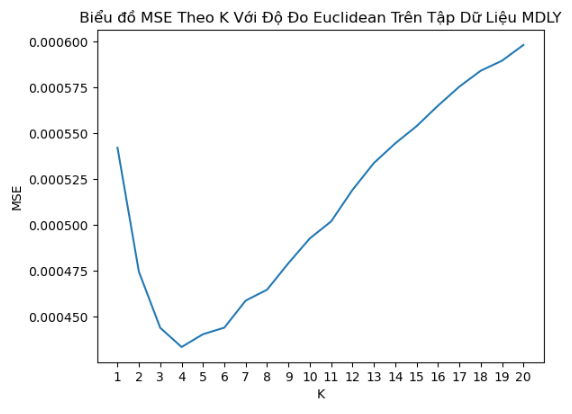 Biểu đồ MSE Theo K Với Độ Đo Euclidean Trên Tập Dữ Liệu MDLY
0.000600
0.000575
0.000550
0.000525
0.000500
0.000475
0.000450
MSE
1 2 3 4 5 6 7 8 9 10 11 12 13 14 15 16 17 18 19 20
K